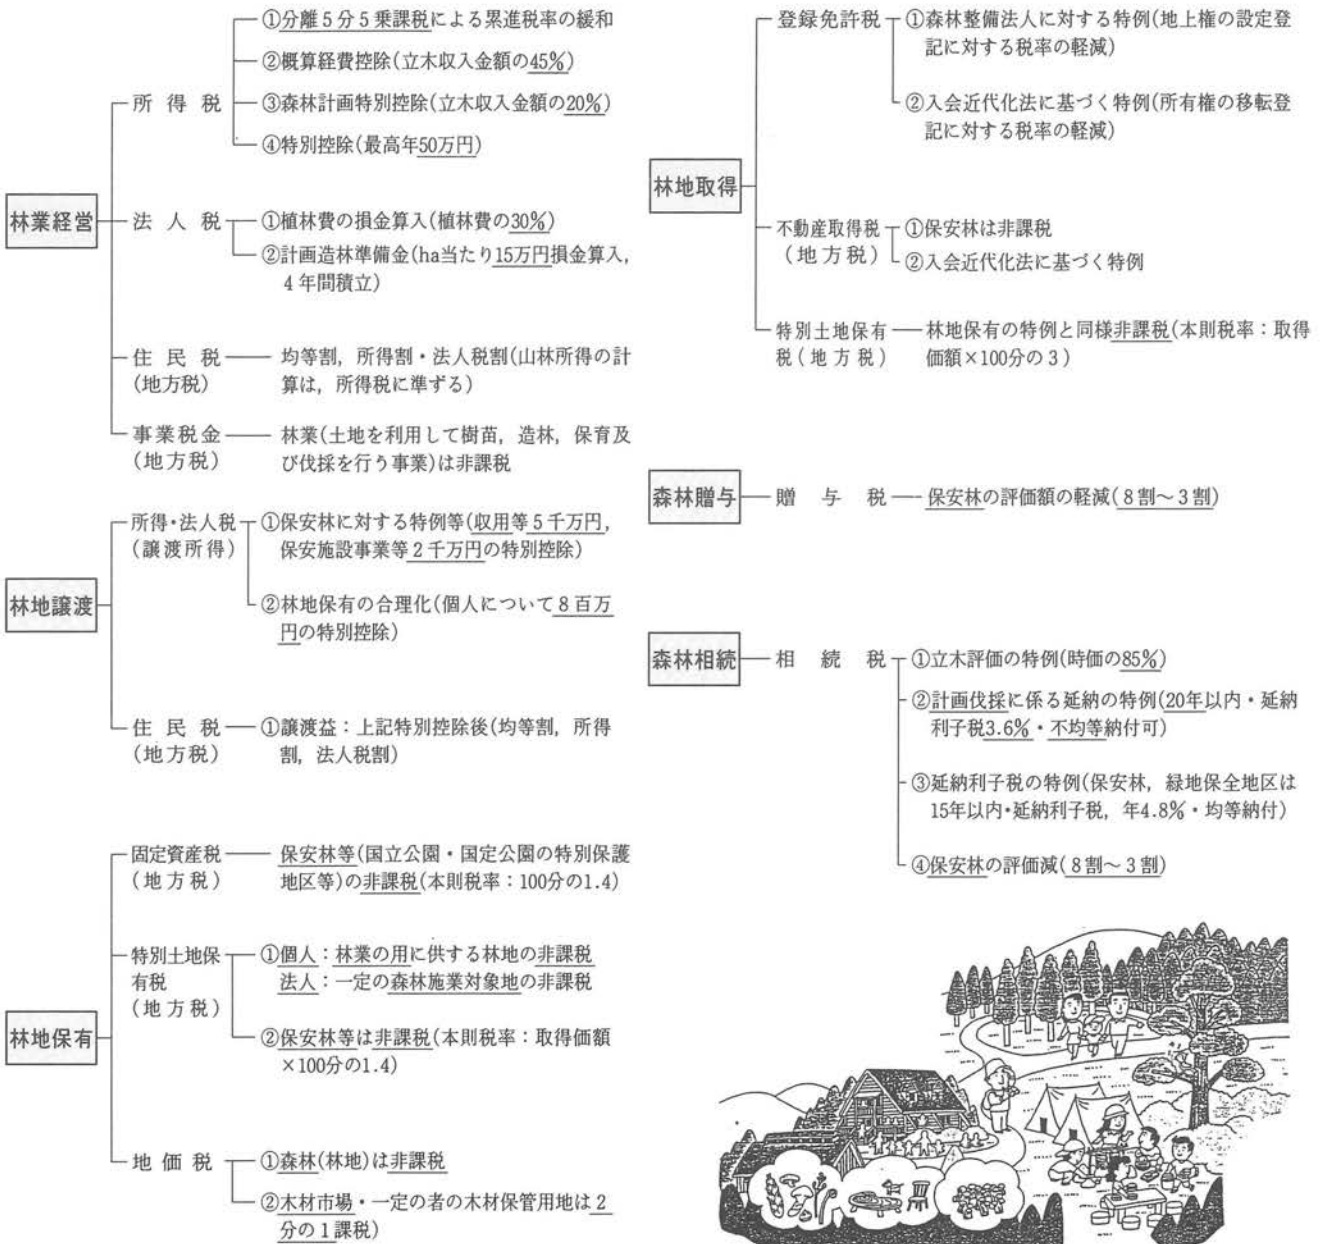 林業経営
所得税
①分離5分5乗課税による累進税率の緩和
②概算経費控除(立木収入金額の45%)
③森林計画特別控除(立木収入金額の20%)
④特別控除(最高年50万円)
法人税
①植林費の損金算入(植林費の30%)
②計画造林準備金(ha当たり15万円損金算入,
4年間積立)
住民税
(地方税)
均等割,所得割・法人税割(山林所得の計
算は,所得税に準ずる)
事業税金
(地方税)
林業(土地を利用して樹苗,造林,保育及
び伐採を行う事業)は非課税
林地譲渡
所得・法人税
(譲渡所得)
①保安林に対する特例等(収用等5千万円,
保安施設事業等2千万円の特別控除)
②林地保有の合理化(個人について8百万
円の特別控除)
住民税
(地方税)
①譲渡益:上記特別控除後(均等割,所得
割,法人税割)
林地保有
固定資産税
(地方税)
保安林等(国立公園・国定公園の特別保護
地区等)の非課税(本則税率:100分の1.4)
特別土地保
有税
(地方税)
①個人:林業の用に供する林地の非課税
法人:一定の森林施業対象地の非課税
②保安林等は非課税(本則税率:取得価額
×100分の1.4)
地価税
①森林(林地)は非課税
②木材市場・一定の者の木材保管用地は2
分の1課税)
林地取得
登録免許税
①森林整備法人に対する特例(地上権の設定登
記に対する税率の軽減)
②入会近代化法に基づく特例(所有権の移転登
記に対する税率の軽減)
不動産取得税
(地方税)
①保安林は非課税
②入会近代化法に基づく特例
特別土地保有
税(地方税)
林地保有の特例と同様非課税(本則税率:取得
価額×100分の3)
森林贈与
贈与税
保安林の評価額の軽減(8割~3割)
森林相続
相続税
①立木評価の特例(時価の85%)
②計画伐採に係る延納の特例(20年以内・延納
利子税3.6%・不均等納付可)
③延納利子税の特例(保安林,緑地保全地区は
15年以内・延納利子税,年4.8%・均等納付)
④保安林の評価減(8割~3割)